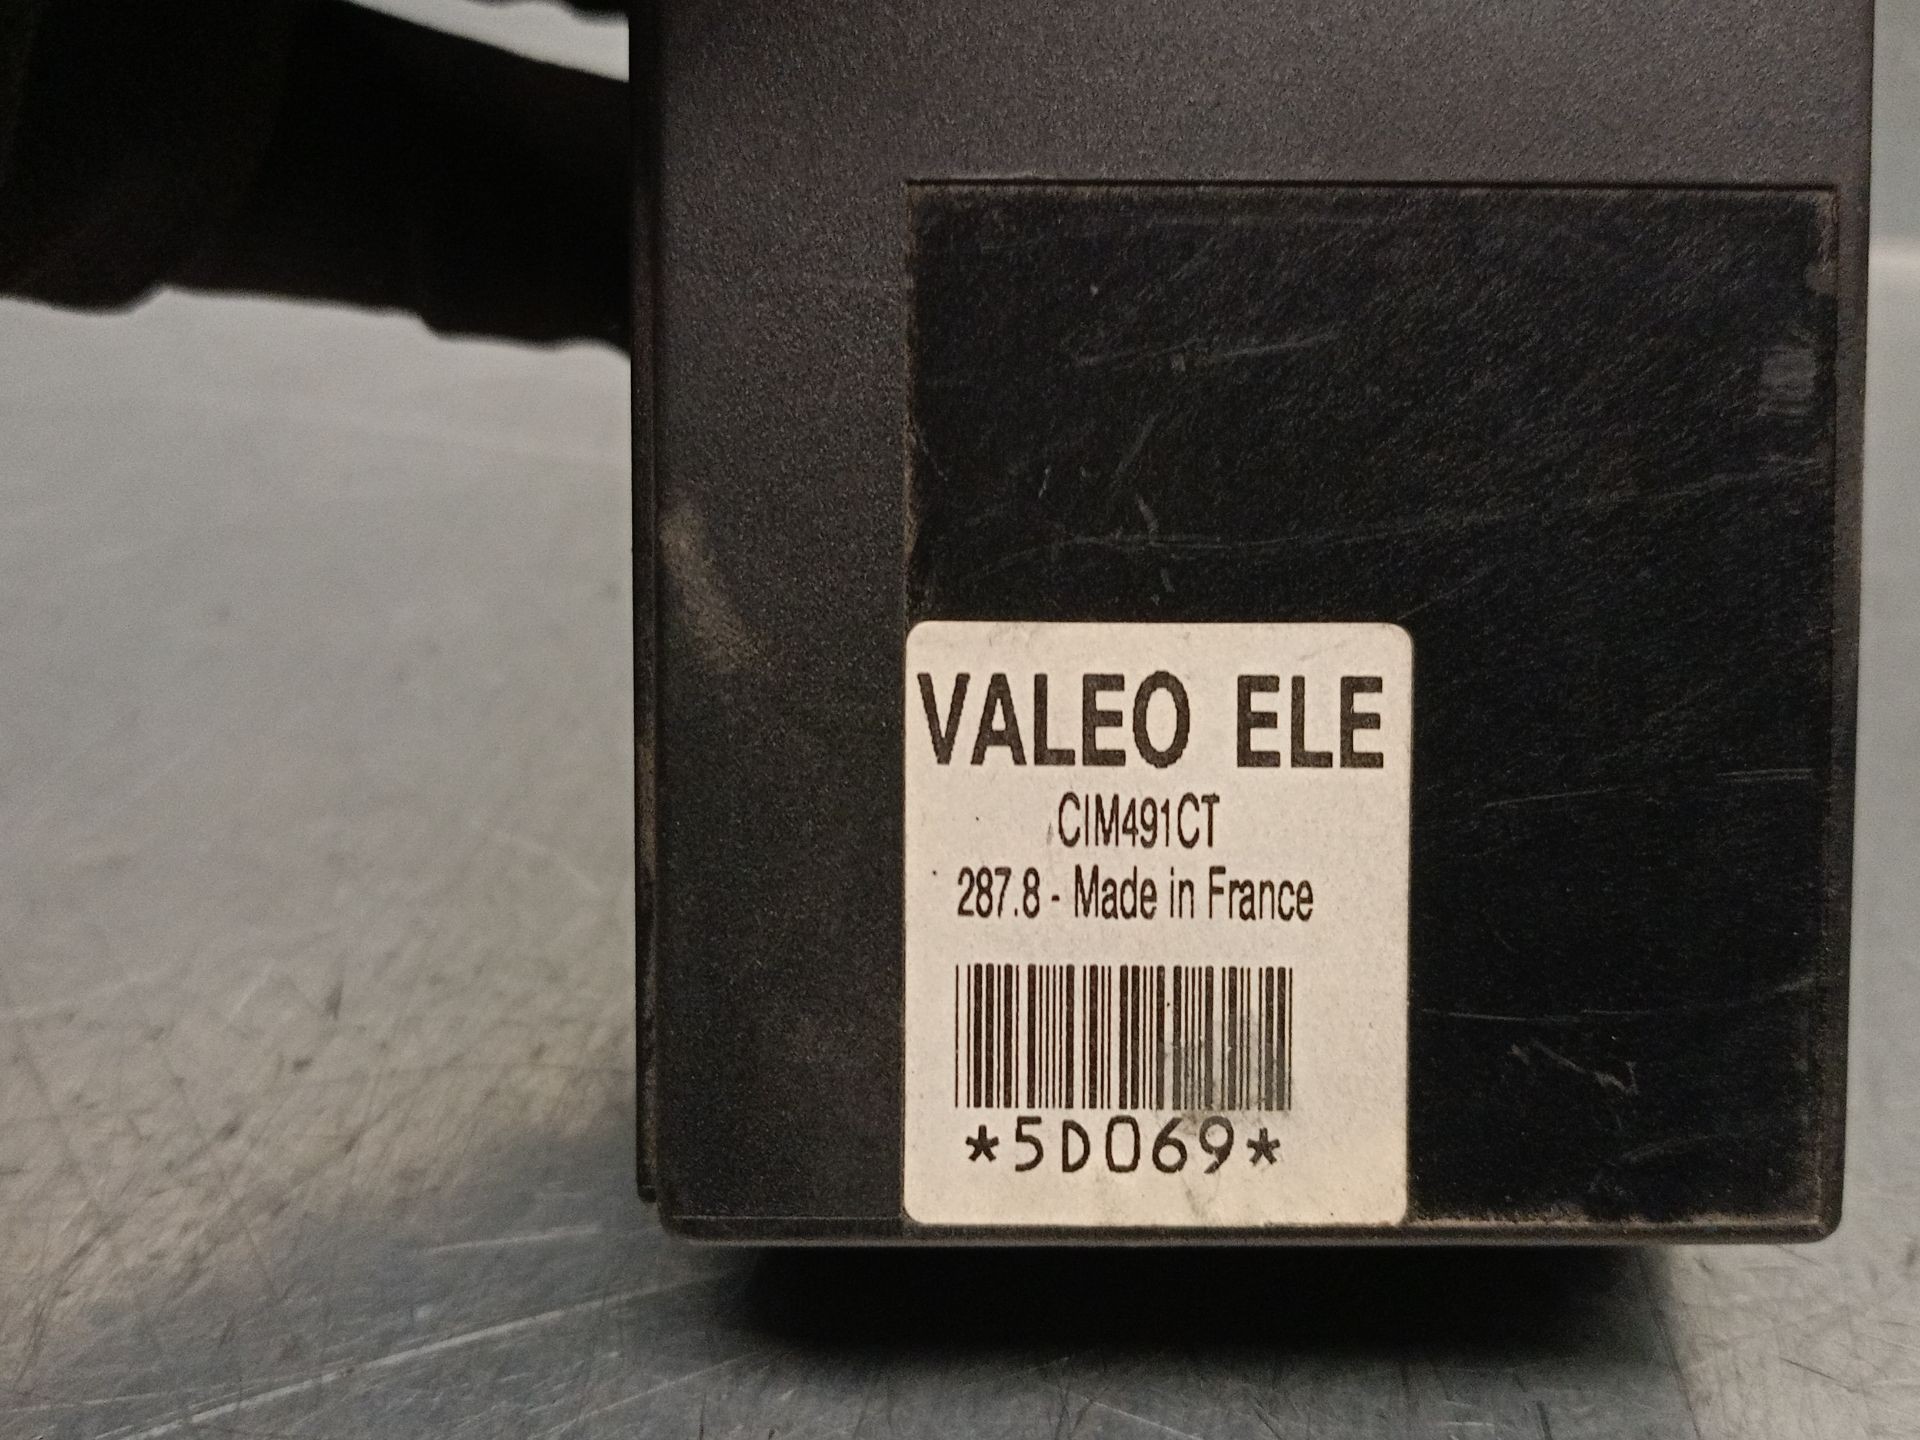 VALEO ELE
CIM491CT
287.8 - Made in France
*5D069*